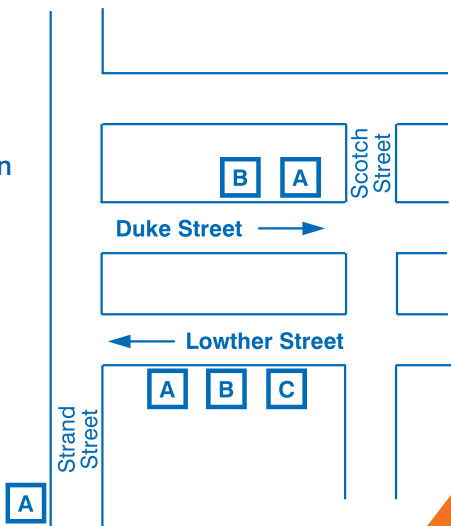 Scotch
Street
n
B A
Duke Street
Lowther Street
A B C
Strand
Street
A